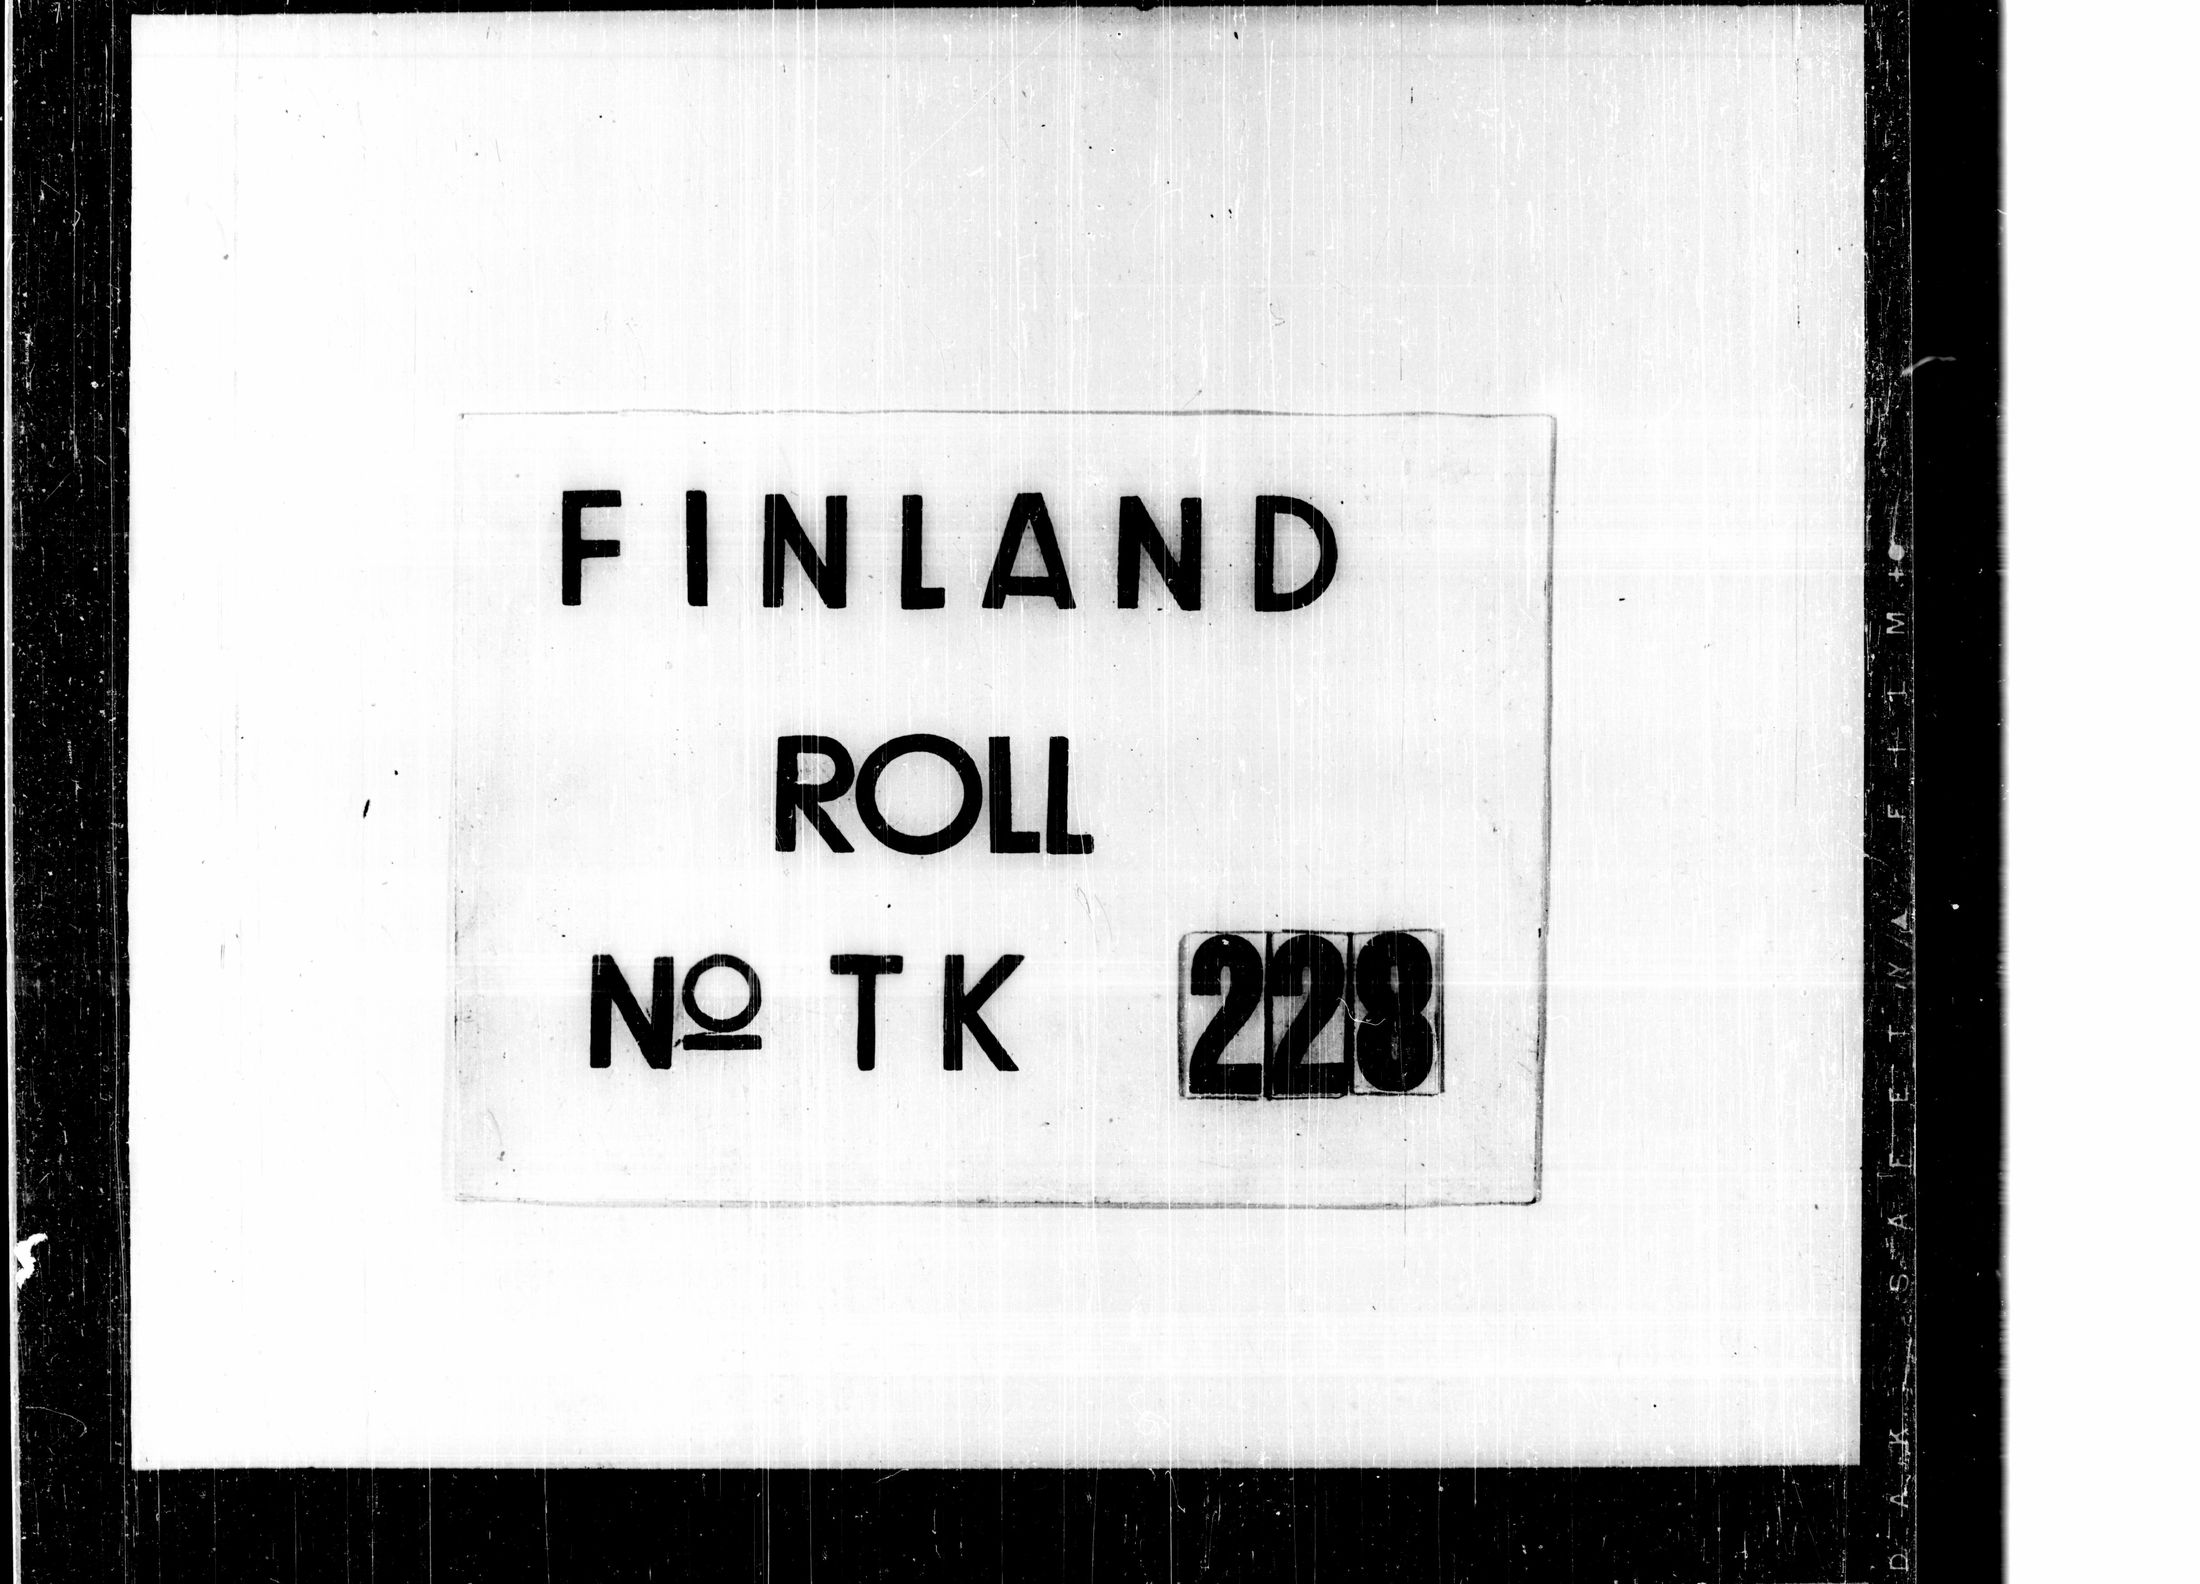 FINLAND
ROLL
Nº TK 228